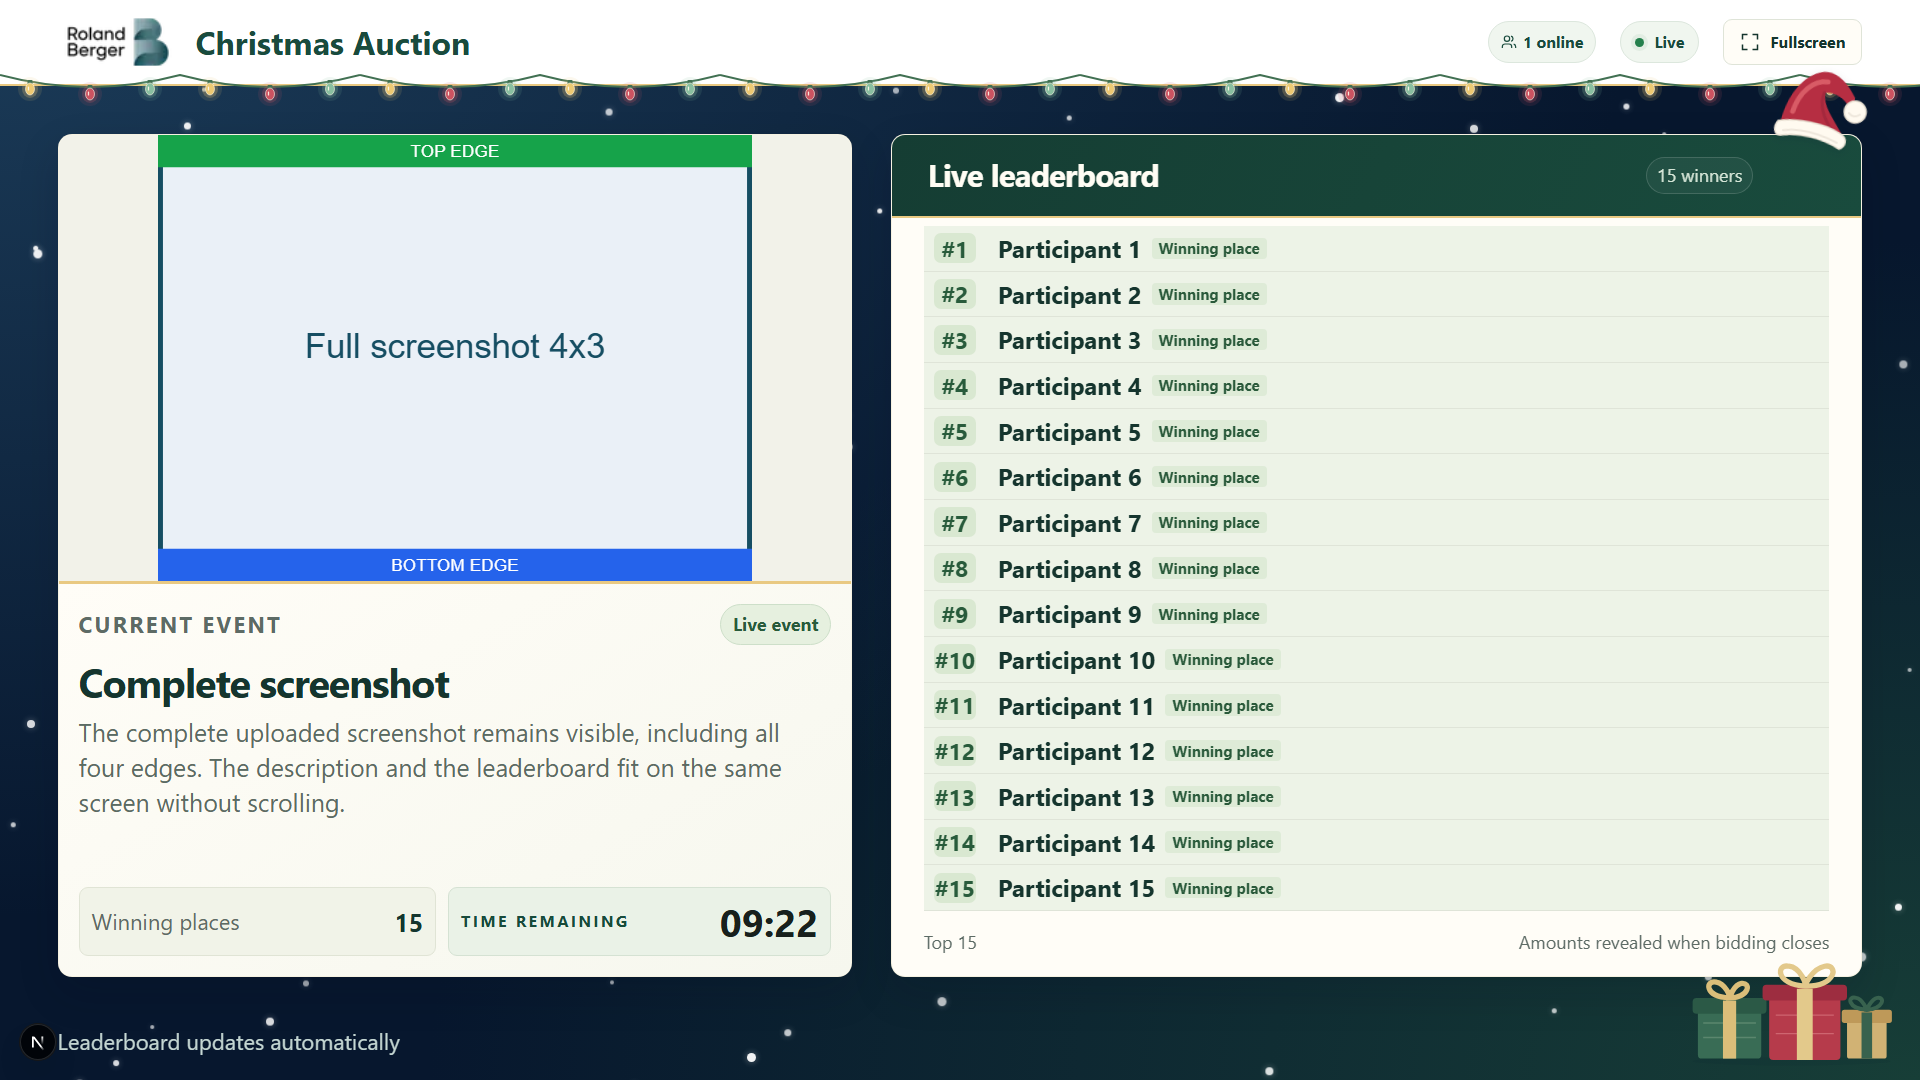 Roland
Berger
Christmas Auction
1 online
Live
Fullscreen
TOP EDGE
Full screenshot 4x3
BOTTOM EDGE
CURRENT EVENT
Live event
Complete screenshot
The complete uploaded screenshot remains visible, including all
four edges. The description and the leaderboard fit on the same
screen without scrolling.
Winning places
15
TIME REMAINING
09:22
Live leaderboard
15 winners
#1 Participant 1 Winning place
#2 Participant 2 Winning place
#3 Participant 3 Winning place
#4 Participant 4 Winning place
#5 Participant 5 Winning place
#6 Participant 6 Winning place
#7 Participant 7 Winning place
#8 Participant 8 Winning place
#9 Participant 9 Winning place
#10 Participant 10 Winning place
#11 Participant 11 Winning place
#12 Participant 12 Winning place
#13 Participant 13 Winning place
#14 Participant 14 Winning place
#15 Participant 15 Winning place
Top 15
Amounts revealed when bidding closes
N
Leaderboard updates automatically